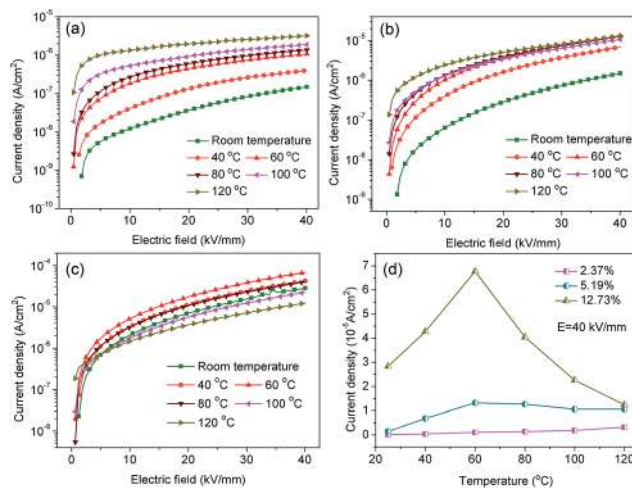 (a)
Current density (A/cm²)
10⁻⁵
10⁻⁶
10⁻⁷
10⁻⁸
10⁻⁹
10⁻¹⁰
Room temperature
40 °C 60 °C
80 °C 100 °C
120 °C
0 10 20 30 40
Electric field (kV/mm)
(b)
Current density (A/cm²)
10⁻⁵
10⁻⁶
10⁻⁷
10⁻⁸
10⁻⁹
Room temperature
40 °C 60 °C
80 °C 100 °C
120 °C
0 10 20 30 40
Electric field (kV/mm)
(c)
Current density (A/cm²)
10⁻⁴
10⁻⁵
10⁻⁶
10⁻⁷
10⁻⁸
Room temperature
40 °C 60 °C
80 °C 100 °C
120 °C
0 10 20 30 40
Electric field (kV/mm)
(d)
Current density (10⁻⁵A/cm²)
7
6
5
4
3
2
1
0
2.37%
5.19%
12.73%
E=40 kV/mm
20 40 60 80 100 120
Temperature (°C)